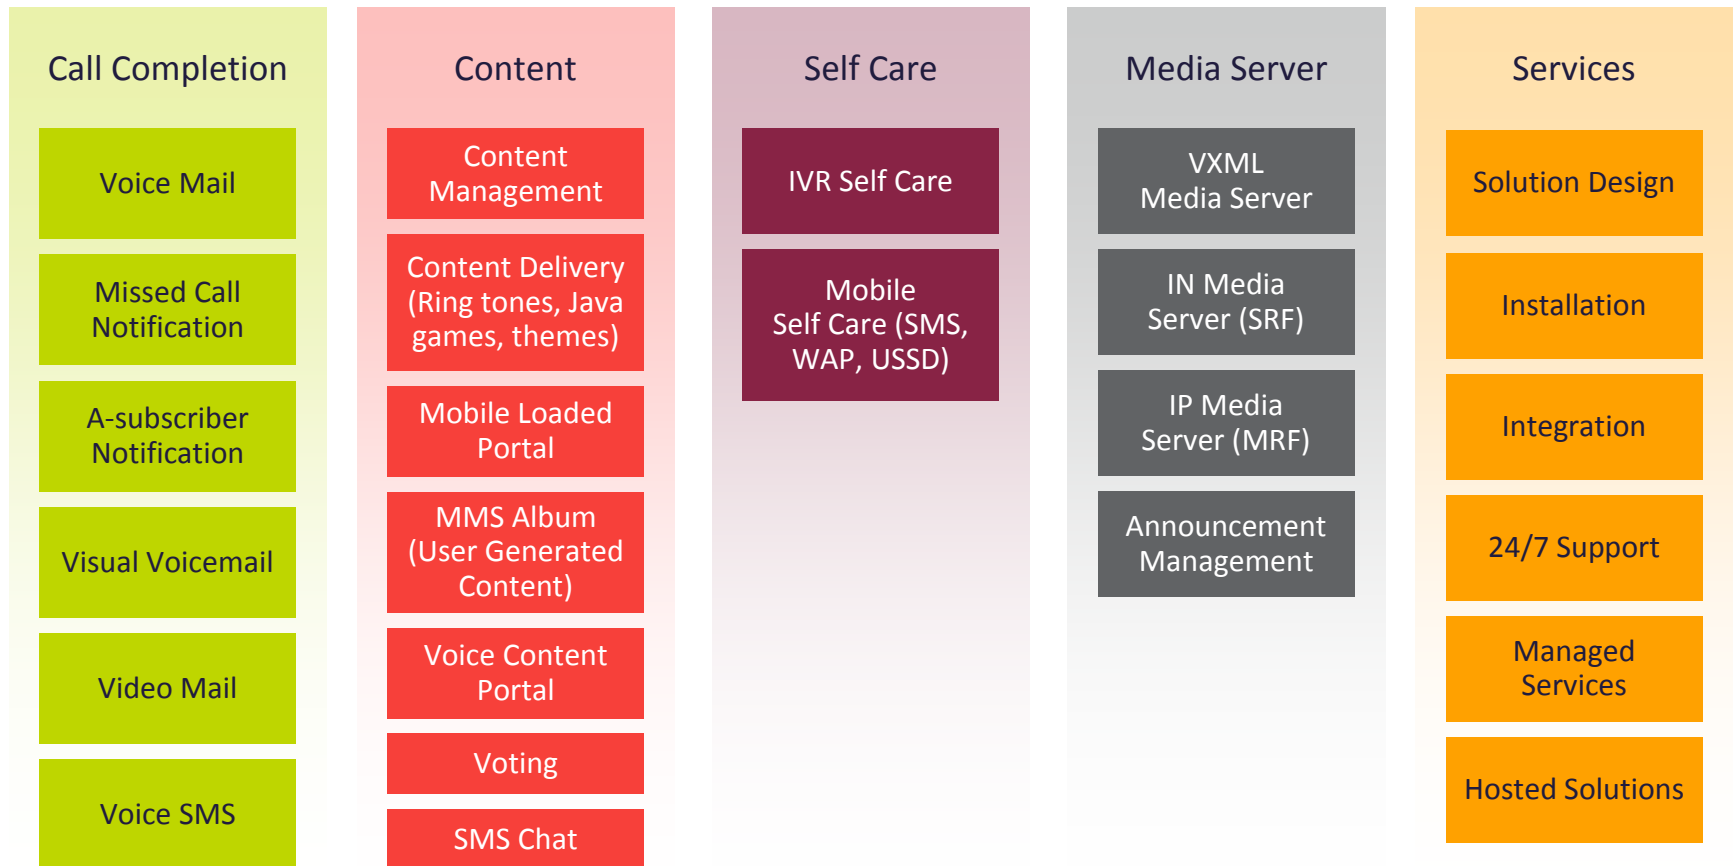 Call Completion
Voice Mail
Missed Call
Notification
A-subscriber
Notification
Visual Voicemail
Video Mail
Voice SMS
Content
Content
Management
Content Delivery
(Ring tones, Java
games, themes)
Mobile Loaded
Portal
MMS Album
(User Generated
Content)
Voice Content
Portal
Voting
SMS Chat
Self Care
IVR Self Care
Mobile
Self Care (SMS,
WAP, USSD)
Media Server
VXML
Media Server
IN Media
Server (SRF)
IP Media
Server (MRF)
Announcement
Management
Services
Solution Design
Installation
Integration
24/7 Support
Managed
Services
Hosted Solutions